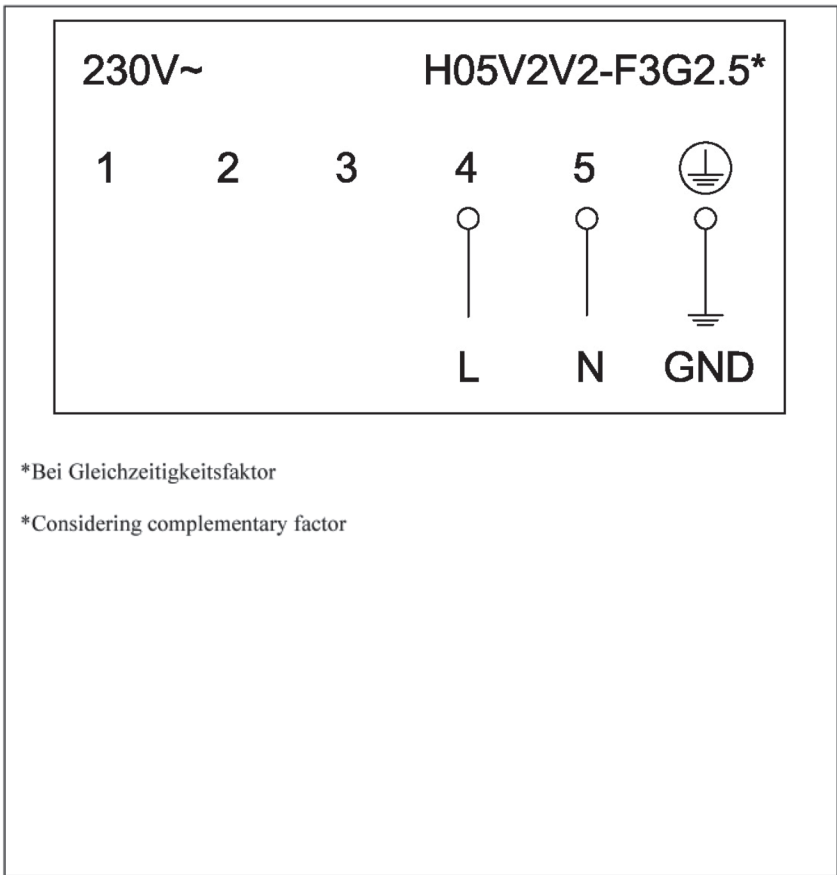 230V~ H05V2V2-F3G2.5*
1 2 3 4 5
L N GND
*Bei Gleichzeitigkeitsfaktor
*Considering complementary factor